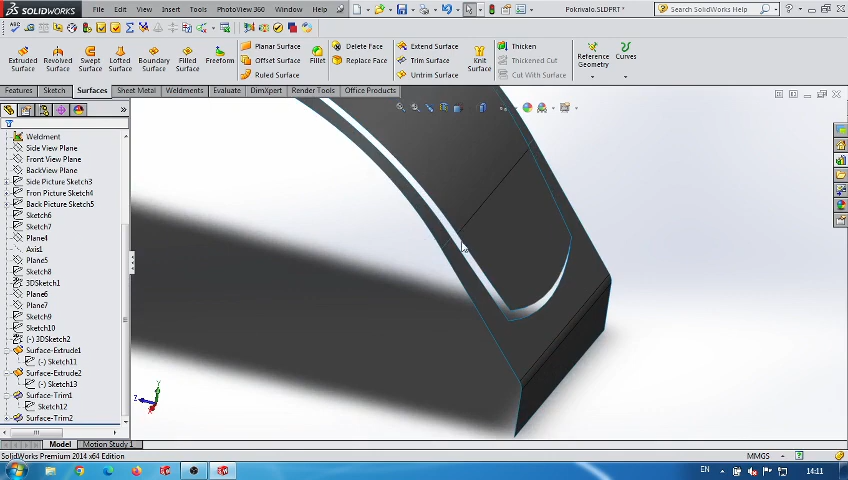 SOLIDWORKS
File Edit View Insert Tools PhotoView 360 Window Help
Pokrivalo.SLDPRT *
Search SolidWorks Help
Extruded Surface
Revolved Surface
Swept Surface
Lofted Surface
Boundary Surface
Filled Surface
Freeform
Planar Surface
Offset Surface
Ruled Surface
Fillet
Delete Face
Replace Face
Extend Surface
Trim Surface
Untrim Surface
Knit Surface
Thicken
Thickened Cut
Cut With Surface
Reference Geometry
Curves
Features Sketch Surfaces Sheet Metal Weldments Evaluate DimXpert Render Tools Office Products
Weldment
Side View Plane
Front View Plane
BackView Plane
Side Picture Sketch3
Fron Picture Sketch4
Back Picture Sketch5
Sketch6
Sketch7
Plane4
Axis1
Plane5
Sketch8
3DSketch1
Plane6
Plane7
Sketch9
Sketch10
(-) 3DSketch2
Surface-Extrude1
(-) Sketch11
Surface-Extrude2
(-) Sketch13
Surface-Trim1
Sketch12
Surface-Trim2
Model Motion Study 1
SolidWorks Premium 2014 x64 Edition
MMGS
EN
14:11